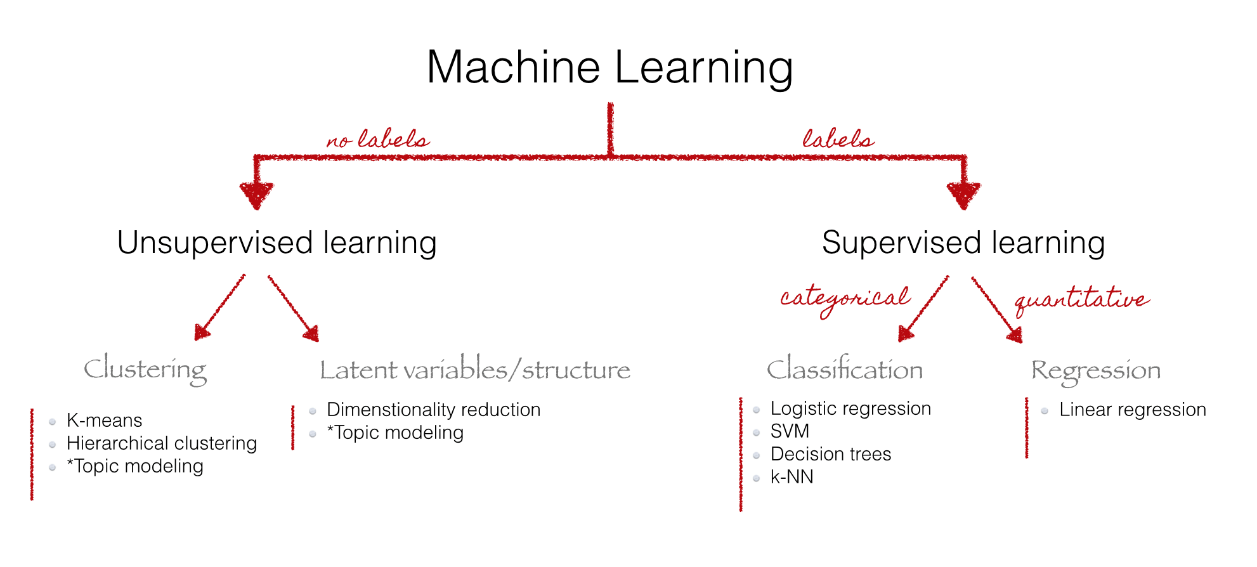 Machine Learning
no labels
labels
Unsupervised learning
Supervised learning
categorical
quantitative
Clustering
Latent variables/structure
Classification
Regression
K-means
Hierarchical clustering
*Topic modeling
Dimenstionality reduction
*Topic modeling
Logistic regression
SVM
Decision trees
k-NN
Linear regression